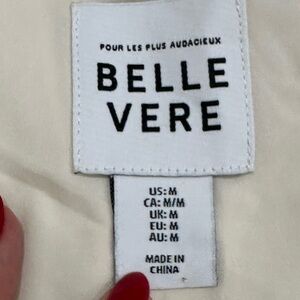 POUR LES PLUS AUDACIEUX
BELLE
VERE
US: M
CA: M/M
UK: M
EU: M
AU: M
MADE IN
CHINA